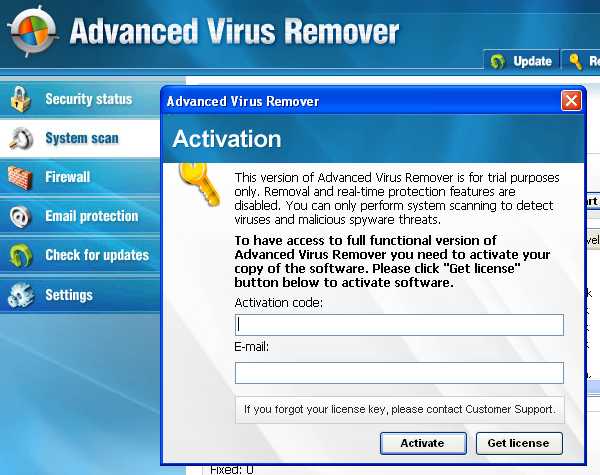 Advanced Virus Remover
Update
Security status
System scan
Firewall
Email protection
Check for updates
Settings
Advanced Virus Remover
Activation
This version of Advanced Virus Remover is for trial purposes
only. Removal and real-time protection features are
disabled. You can only perform system scanning to detect
viruses and malicious spyware threats.
To have access to full functional version of
Advanced Virus Remover you need to activate your
copy of the software. Please click "Get license"
button below to activate software.
Activation code:
E-mail:
If you forgot your license key, please contact Customer Support.
Activate
Get license
Fixed: 0